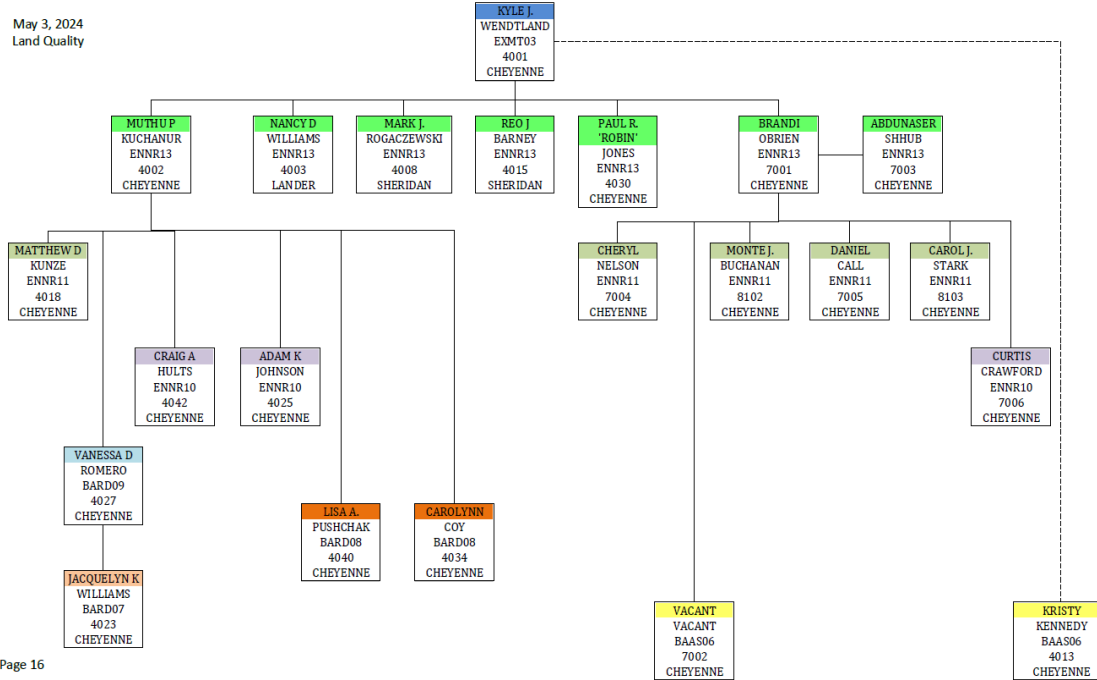 May 3, 2024
Land Quality
KYLE J.
WENDTLAND
EXMT03
4001
CHEYENNE
MUTHU P
KUCHANUR
ENNR13
4002
CHEYENNE
NANCY D
WILLIAMS
ENNR13
4003
LANDER
MARK J.
ROGACZEWSKI
ENNR13
4008
SHERIDAN
REO J
BARNEY
ENNR13
4015
SHERIDAN
PAUL R.
'ROBIN'
JONES
ENNR13
4030
CHEYENNE
BRANDI
OBRIEN
ENNR13
7001
CHEYENNE
ABDUNASER
SHHUB
ENNR13
7003
CHEYENNE
MATTHEW D
KUNZE
ENNR11
4018
CHEYENNE
CHERYL
NELSON
ENNR11
7004
CHEYENNE
MONTE J.
BUCHANAN
ENNR11
8102
CHEYENNE
DANIEL
CALL
ENNR11
7005
CHEYENNE
CAROL J.
STARK
ENNR11
8103
CHEYENNE
CRAIG A
HULTS
ENNR10
4042
CHEYENNE
ADAM K
JOHNSON
ENNR10
4025
CHEYENNE
CURTIS
CRAWFORD
ENNR10
7006
CHEYENNE
VANESSA D
ROMERO
BARD09
4027
CHEYENNE
LISA A.
PUSHCHAK
BARD08
4040
CHEYENNE
CAROLYNN
COY
BARD08
4034
CHEYENNE
JACQUELYN K
WILLIAMS
BARD07
4023
CHEYENNE
VACANT
VACANT
BAAS06
7002
CHEYENNE
KRISTY
KENNEDY
BAAS06
4013
CHEYENNE
Page 16